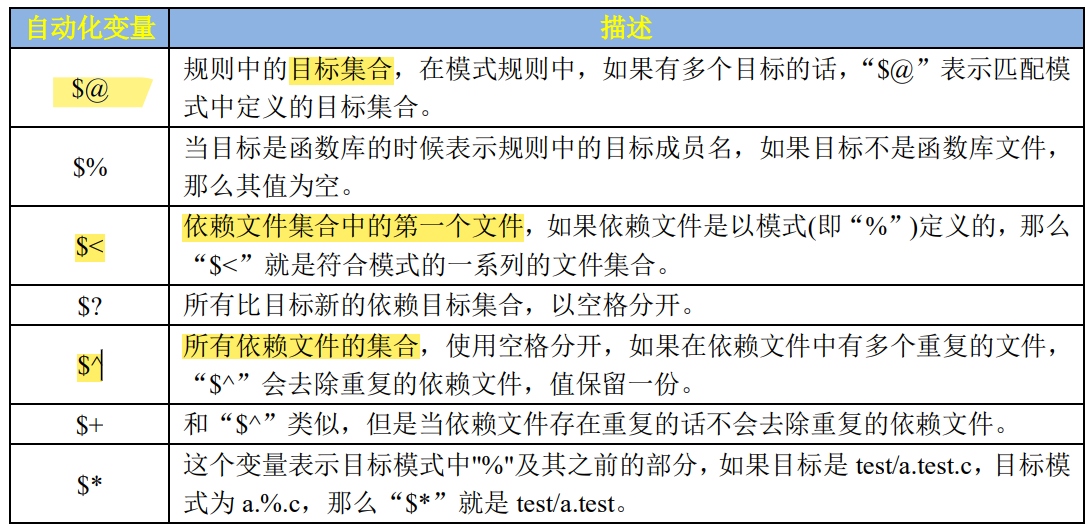 自动化变量 描述
$@
规则中的目标集合，在模式规则中，如果有多个目标的话，“$@”表示匹配模
式中定义的目标集合。
$%
当目标是函数库的时候表示规则中的目标成员名，如果目标不是函数库文件，
那么其值为空。
$<
依赖文件集合中的第一个文件，如果依赖文件是以模式(即“%”)定义的，那么
“$<”就是符合模式的一系列的文件集合。
$? 所有比目标新的依赖目标集合，以空格分开。
$^
所有依赖文件的集合，使用空格分开，如果在依赖文件中有多个重复的文件，
“$^”会去除重复的依赖文件，值保留一份。
$+ 和“$^”类似，但是当依赖文件存在重复的话不会去除重复的依赖文件。
$*
这个变量表示目标模式中"%"及其之前的部分，如果目标是 test/a.test.c，目标模
式为 a.%.c，那么“$*”就是 test/a.test。